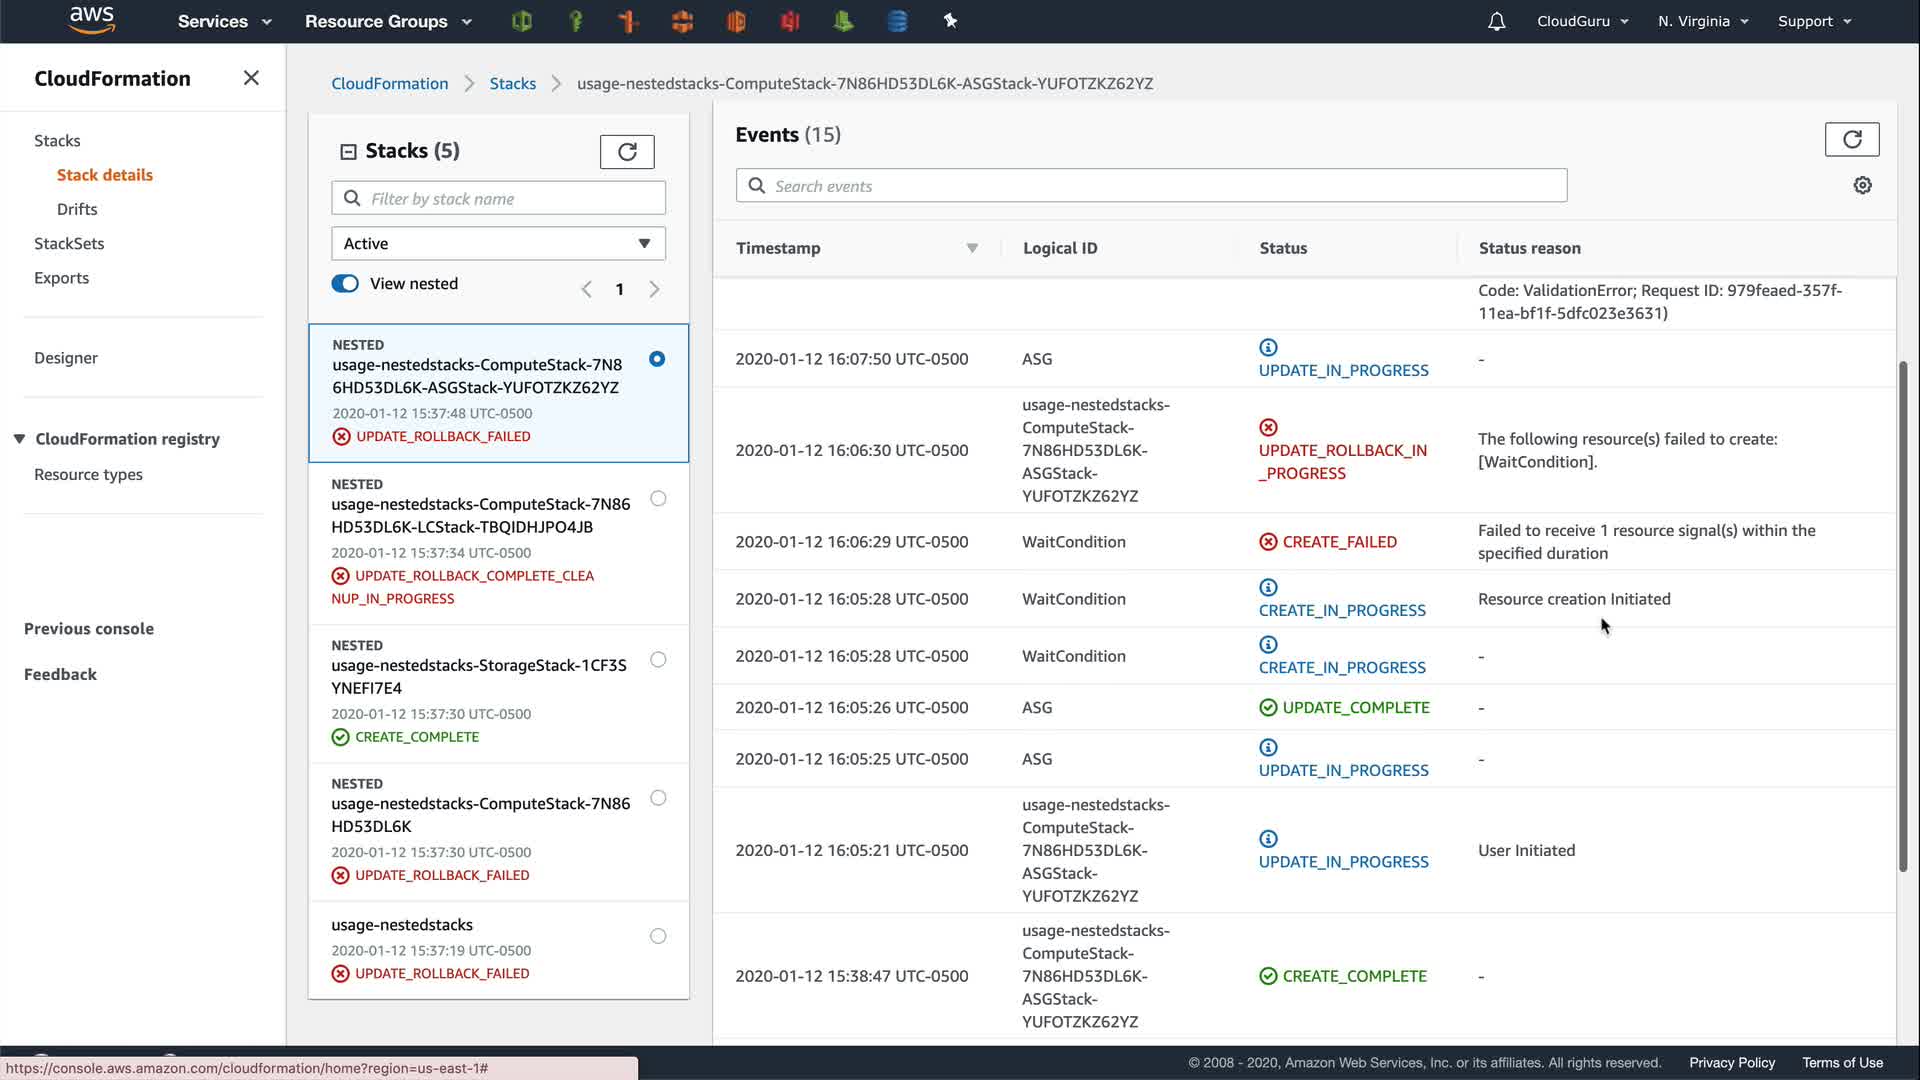 aws
Services
Resource Groups
CloudGuru
N. Virginia
Support
CloudFormation
Stacks
Stack details
Drifts
StackSets
Exports
Designer
CloudFormation registry
Resource types
Previous console
Feedback
CloudFormation
Stacks
usage-nestedstacks-ComputeStack-7N86HD53DL6K-ASGStack-YUFOTZKZ62YZ
Stacks (5)
Filter by stack name
Active
View nested
1
NESTED
usage-nestedstacks-ComputeStack-7N8
6HD53DL6K-ASGStack-YUFOTZKZ62YZ
2020-01-12 15:37:48 UTC-0500
UPDATE_ROLLBACK_FAILED
NESTED
usage-nestedstacks-ComputeStack-7N86
HD53DL6K-LCStack-TBQIDHJPO4JB
2020-01-12 15:37:34 UTC-0500
UPDATE_ROLLBACK_COMPLETE_CLEA
NUP_IN_PROGRESS
NESTED
usage-nestedstacks-StorageStack-1CF3S
YNEFI7E4
2020-01-12 15:37:30 UTC-0500
CREATE_COMPLETE
NESTED
usage-nestedstacks-ComputeStack-7N86
HD53DL6K
2020-01-12 15:37:30 UTC-0500
UPDATE_ROLLBACK_FAILED
usage-nestedstacks
2020-01-12 15:37:19 UTC-0500
UPDATE_ROLLBACK_FAILED
Events (15)
Search events
Timestamp
Logical ID
Status
Status reason
Code: ValidationError; Request ID: 979feaed-357f-
11ea-bf1f-5dfc023e3631)
2020-01-12 16:07:50 UTC-0500
ASG
UPDATE_IN_PROGRESS
-
2020-01-12 16:06:30 UTC-0500
usage-nestedstacks-
ComputeStack-
7N86HD53DL6K-
ASGStack-
YUFOTZKZ62YZ
UPDATE_ROLLBACK_IN
_PROGRESS
The following resource(s) failed to create:
[WaitCondition].
2020-01-12 16:06:29 UTC-0500
WaitCondition
CREATE_FAILED
Failed to receive 1 resource signal(s) within the
specified duration
2020-01-12 16:05:28 UTC-0500
WaitCondition
CREATE_IN_PROGRESS
Resource creation Initiated
2020-01-12 16:05:28 UTC-0500
WaitCondition
CREATE_IN_PROGRESS
-
2020-01-12 16:05:26 UTC-0500
ASG
UPDATE_COMPLETE
-
2020-01-12 16:05:25 UTC-0500
ASG
UPDATE_IN_PROGRESS
-
2020-01-12 16:05:21 UTC-0500
usage-nestedstacks-
ComputeStack-
7N86HD53DL6K-
ASGStack-
YUFOTZKZ62YZ
UPDATE_IN_PROGRESS
User Initiated
2020-01-12 15:38:47 UTC-0500
usage-nestedstacks-
ComputeStack-
7N86HD53DL6K-
ASGStack-
YUFOTZKZ62YZ
CREATE_COMPLETE
-
https://console.aws.amazon.com/cloudformation/home?region=us-east-1#
© 2008 - 2020, Amazon Web Services, Inc. or its affiliates. All rights reserved.
Privacy Policy
Terms of Use